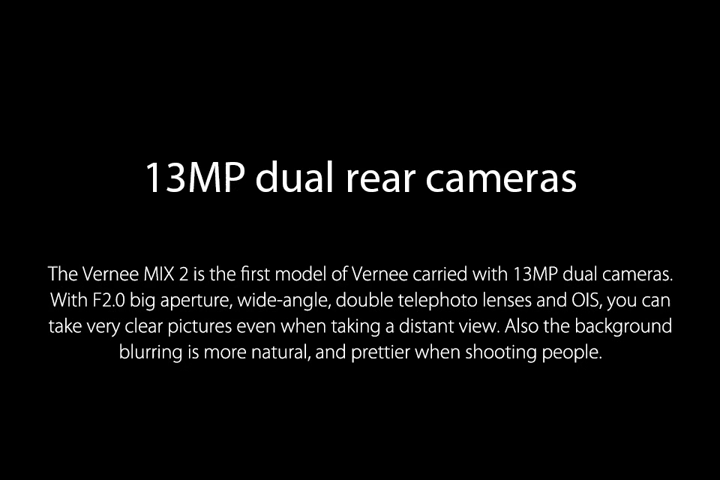 13MP dual rear cameras
The Vernee MIX 2 is the first model of Vernee carried with 13MP dual cameras.
With F2.0 big aperture, wide-angle, double telephoto lenses and OIS, you can
take very clear pictures even when taking a distant view. Also the background
blurring is more natural, and prettier when shooting people.